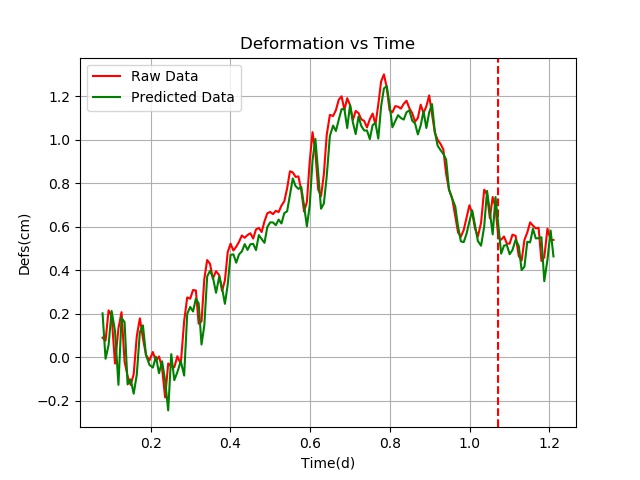 Deformation vs Time
Raw Data
Predicted Data
Defs(cm)
1.2
1.0
0.8
0.6
0.4
0.2
0.0
−0.2
0.2 0.4 0.6 0.8 1.0 1.2
Time(d)